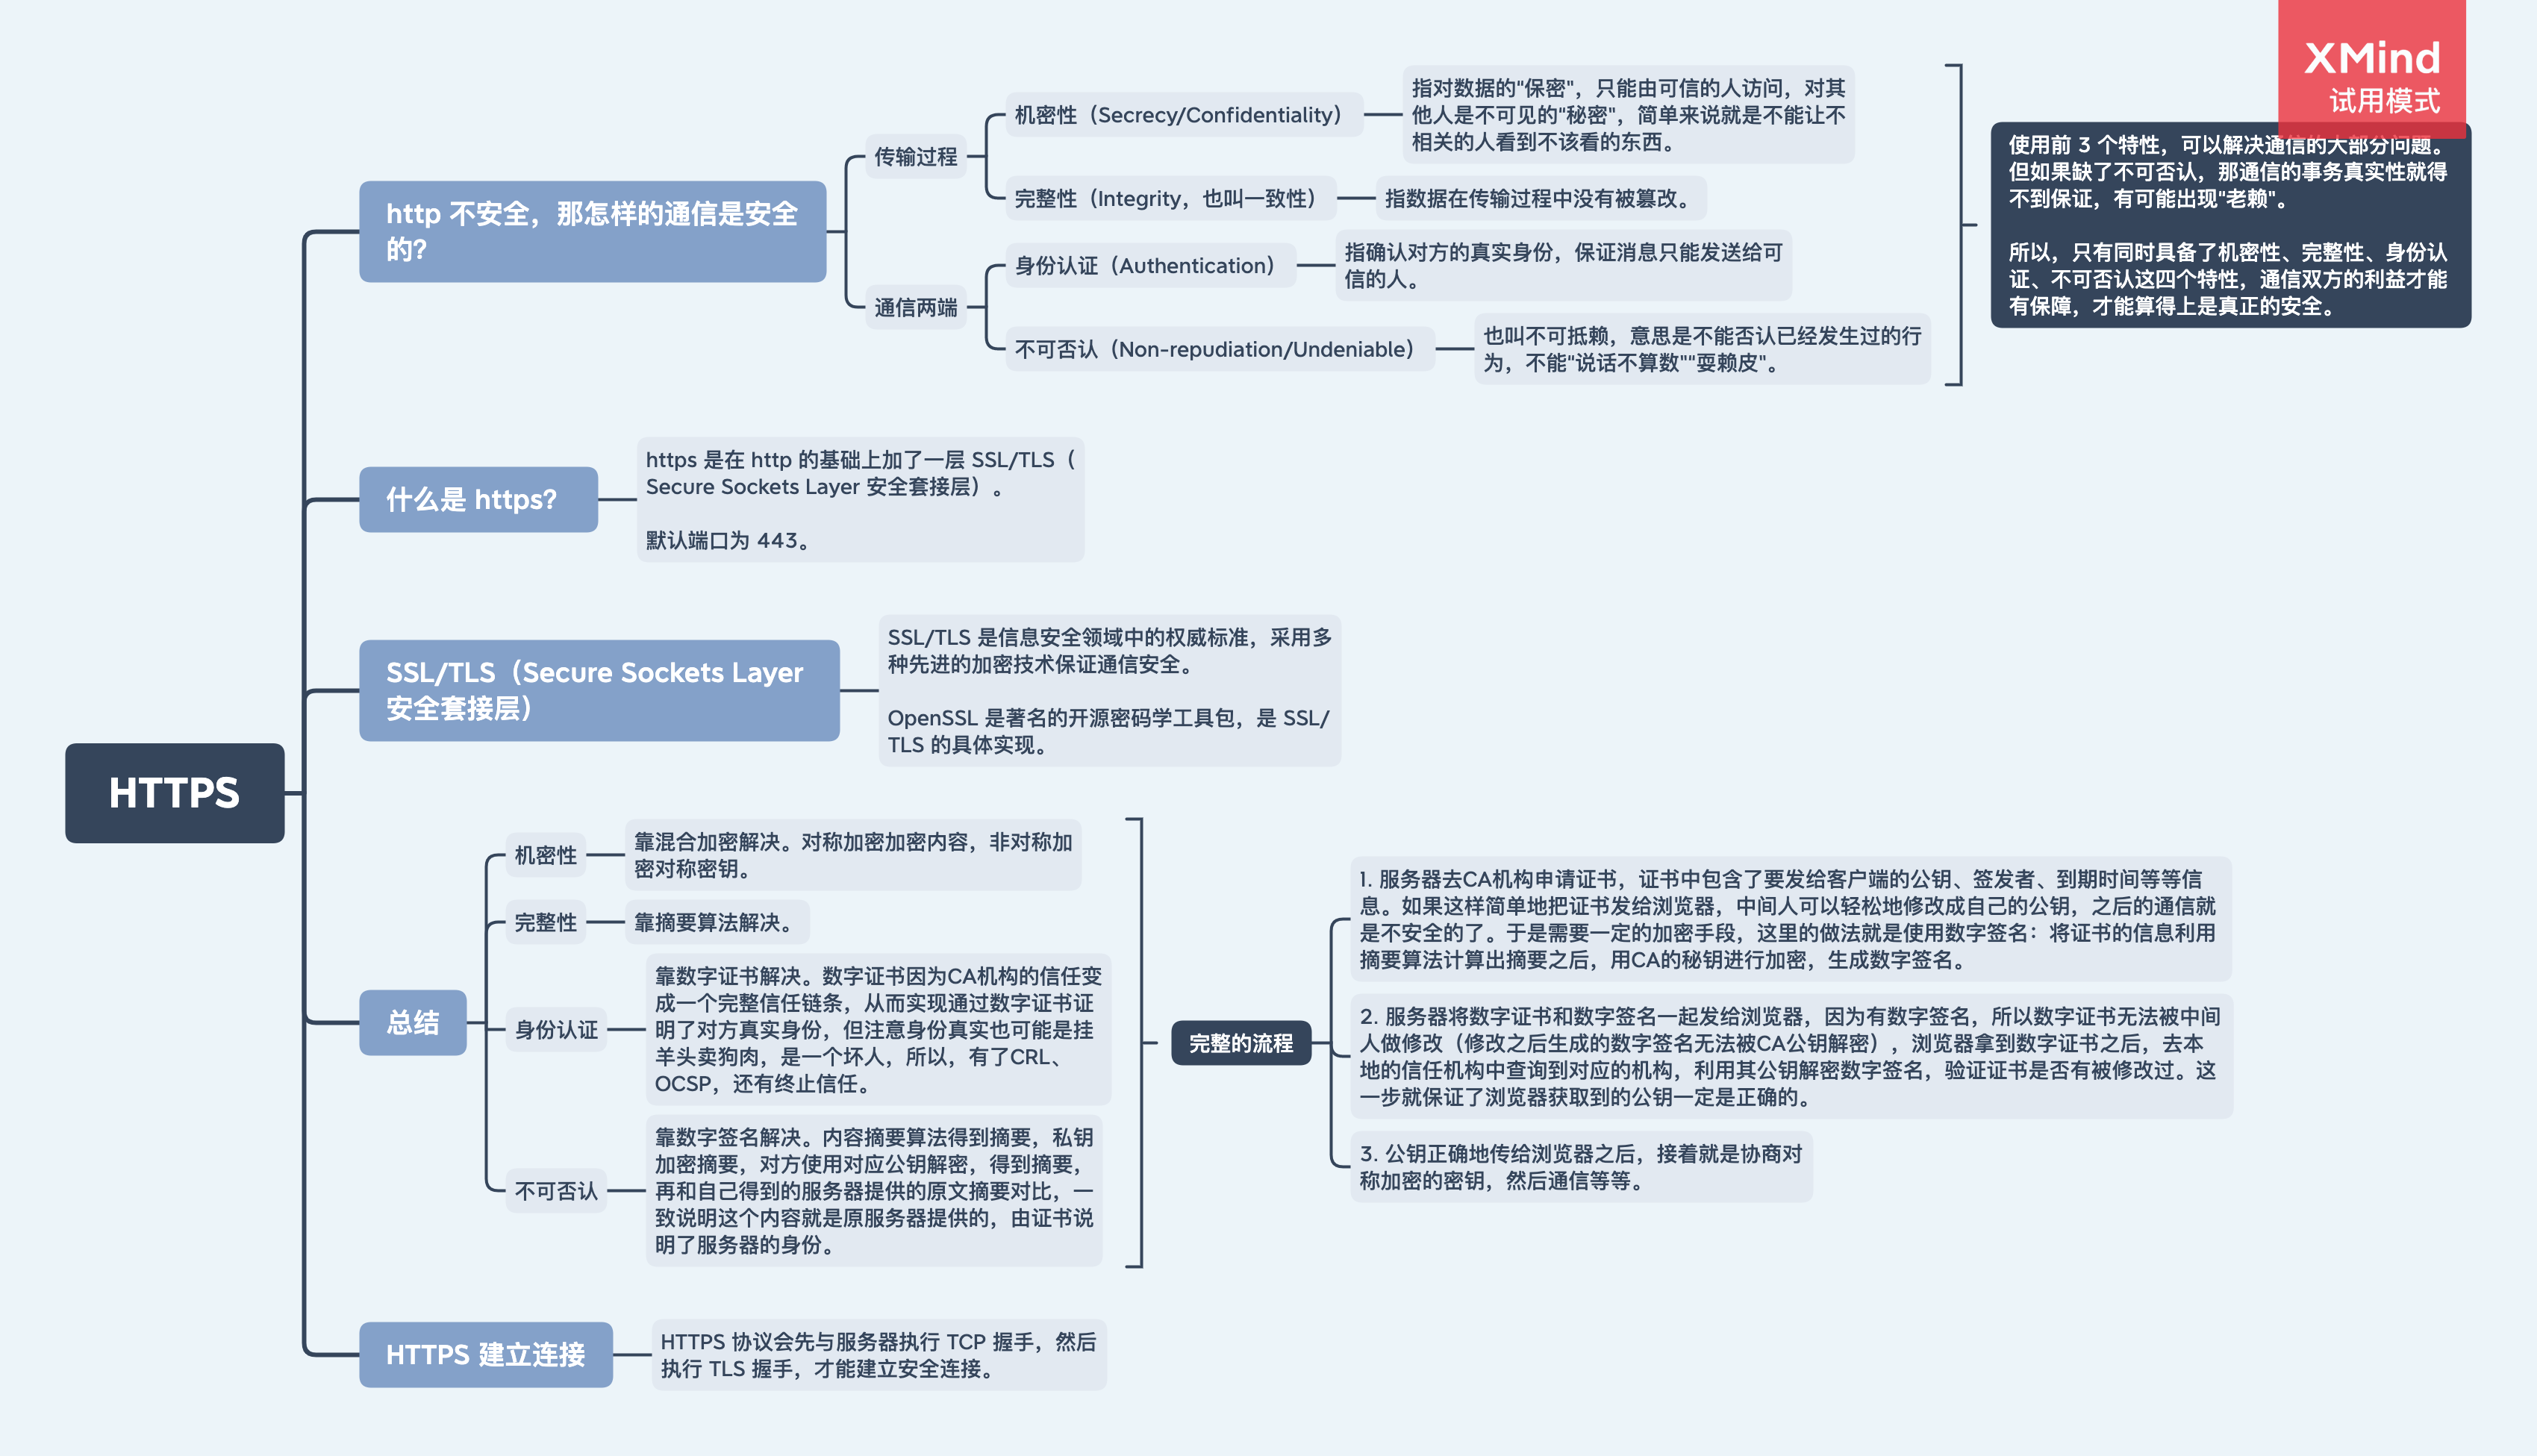 XMind
试用模式
HTTPS
http 不安全，那怎样的通信是安全
的？
传输过程
机密性（Secrecy/Confidentiality）
指对数据的"保密"，只能由可信的人访问，对其
他人是不可见的"秘密"，简单来说就是不能让不
相关的人看到不该看的东西。
完整性（Integrity，也叫一致性）
指数据在传输过程中没有被篡改。
通信两端
身份认证（Authentication）
指确认对方的真实身份，保证消息只能发送给可
信的人。
不可否认（Non-repudiation/Undeniable）
也叫不可抵赖，意思是不能否认已经发生过的行
为，不能"说话不算数""耍赖皮"。
使用前 3 个特性，可以解决通信的大部分问题。
但如果缺了不可否认，那通信的事务真实性就得
不到保证，有可能出现"老赖"。
所以，只有同时具备了机密性、完整性、身份认
证、不可否认这四个特性，通信双方的利益才能
有保障，才能算得上是真正的安全。
什么是 https？
https 是在 http 的基础上加了一层 SSL/TLS（
Secure Sockets Layer 安全套接层）。
默认端口为 443。
SSL/TLS（Secure Sockets Layer
安全套接层）
SSL/TLS 是信息安全领域中的权威标准，采用多
种先进的加密技术保证通信安全。
OpenSSL 是著名的开源密码学工具包，是 SSL/
TLS 的具体实现。
总结
机密性
靠混合加密解决。对称加密加密内容，非对称加
密对称密钥。
完整性
靠摘要算法解决。
身份认证
靠数字证书解决。数字证书因为CA机构的信任变
成一个完整信任链条，从而实现通过数字证书证
明了对方真实身份，但注意身份真实也可能是挂
羊头卖狗肉，是一个坏人，所以，有了CRL、
OCSP，还有终止信任。
不可否认
靠数字签名解决。内容摘要算法得到摘要，私钥
加密摘要，对方使用对应公钥解密，得到摘要，
再和自己得到的服务器提供的原文摘要对比，一
致说明这个内容就是原服务器提供的，由证书说
明了服务器的身份。
完整的流程
1. 服务器去CA机构申请证书，证书中包含了要发给客户端的公钥、签发者、到期时间等等信
息。如果这样简单地把证书发给浏览器，中间人可以轻松地修改成自己的公钥，之后的通信就
是不安全的了。于是需要一定的加密手段，这里的做法就是使用数字签名：将证书的信息利用
摘要算法计算出摘要之后，用CA的秘钥进行加密，生成数字签名。
2. 服务器将数字证书和数字签名一起发给浏览器，因为有数字签名，所以数字证书无法被中间
人做修改（修改之后生成的数字签名无法被CA公钥解密），浏览器拿到数字证书之后，去本
地的信任机构中查询到对应的机构，利用其公钥解密数字签名，验证证书是否有被修改过。这
一步就保证了浏览器获取到的公钥一定是正确的。
3. 公钥正确地传给浏览器之后，接着就是协商对
称加密的密钥，然后通信等等。
HTTPS 建立连接
HTTPS 协议会先与服务器执行 TCP 握手，然后
执行 TLS 握手，才能建立安全连接。